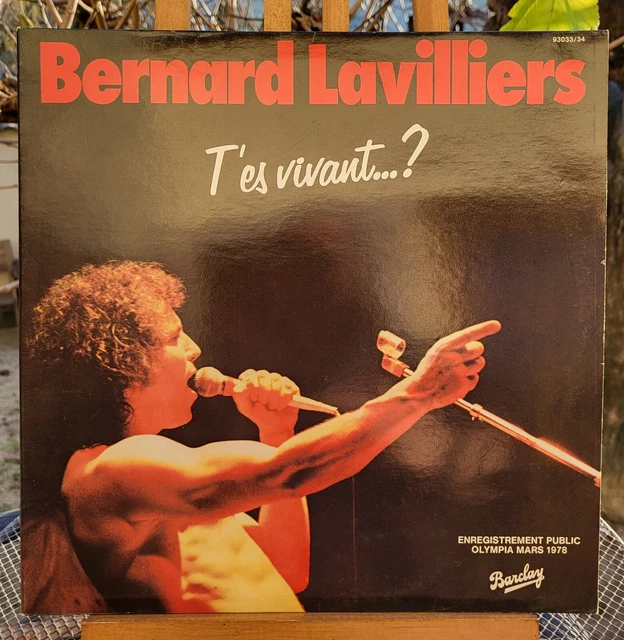 93033/34
Bernard Lavilliers
T'es vivant...?
ENREGISTREMENT PUBLIC
OLYMPIA MARS 1978
Barclay